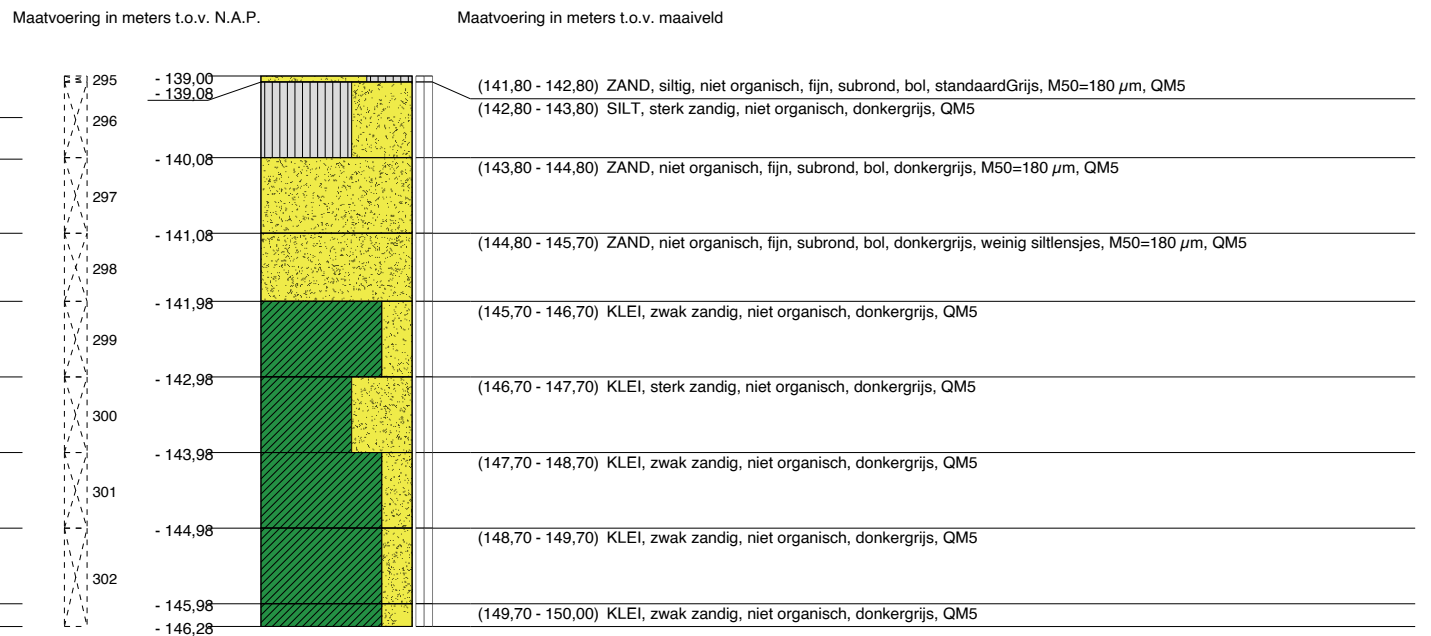 Maatvoering in meters t.o.v. N.A.P.
Maatvoering in meters t.o.v. maaiveld
295
- 139,00
(141,80 - 142,80) ZAND, siltig, niet organisch, fijn, subrond, bol, standaardGrijs, M50=180 µm, QM5
- 139,08
(142,80 - 143,80) SILT, sterk zandig, niet organisch, donkergrijs, QM5
296
- 140,08
(143,80 - 144,80) ZAND, niet organisch, fijn, subrond, bol, donkergrijs, M50=180 µm, QM5
297
- 141,08
(144,80 - 145,70) ZAND, niet organisch, fijn, subrond, bol, donkergrijs, weinig siltlensjes, M50=180 µm, QM5
298
- 141,98
(145,70 - 146,70) KLEI, zwak zandig, niet organisch, donkergrijs, QM5
299
- 142,98
(146,70 - 147,70) KLEI, sterk zandig, niet organisch, donkergrijs, QM5
300
- 143,98
(147,70 - 148,70) KLEI, zwak zandig, niet organisch, donkergrijs, QM5
301
- 144,98
(148,70 - 149,70) KLEI, zwak zandig, niet organisch, donkergrijs, QM5
302
- 145,98
(149,70 - 150,00) KLEI, zwak zandig, niet organisch, donkergrijs, QM5
- 146,28